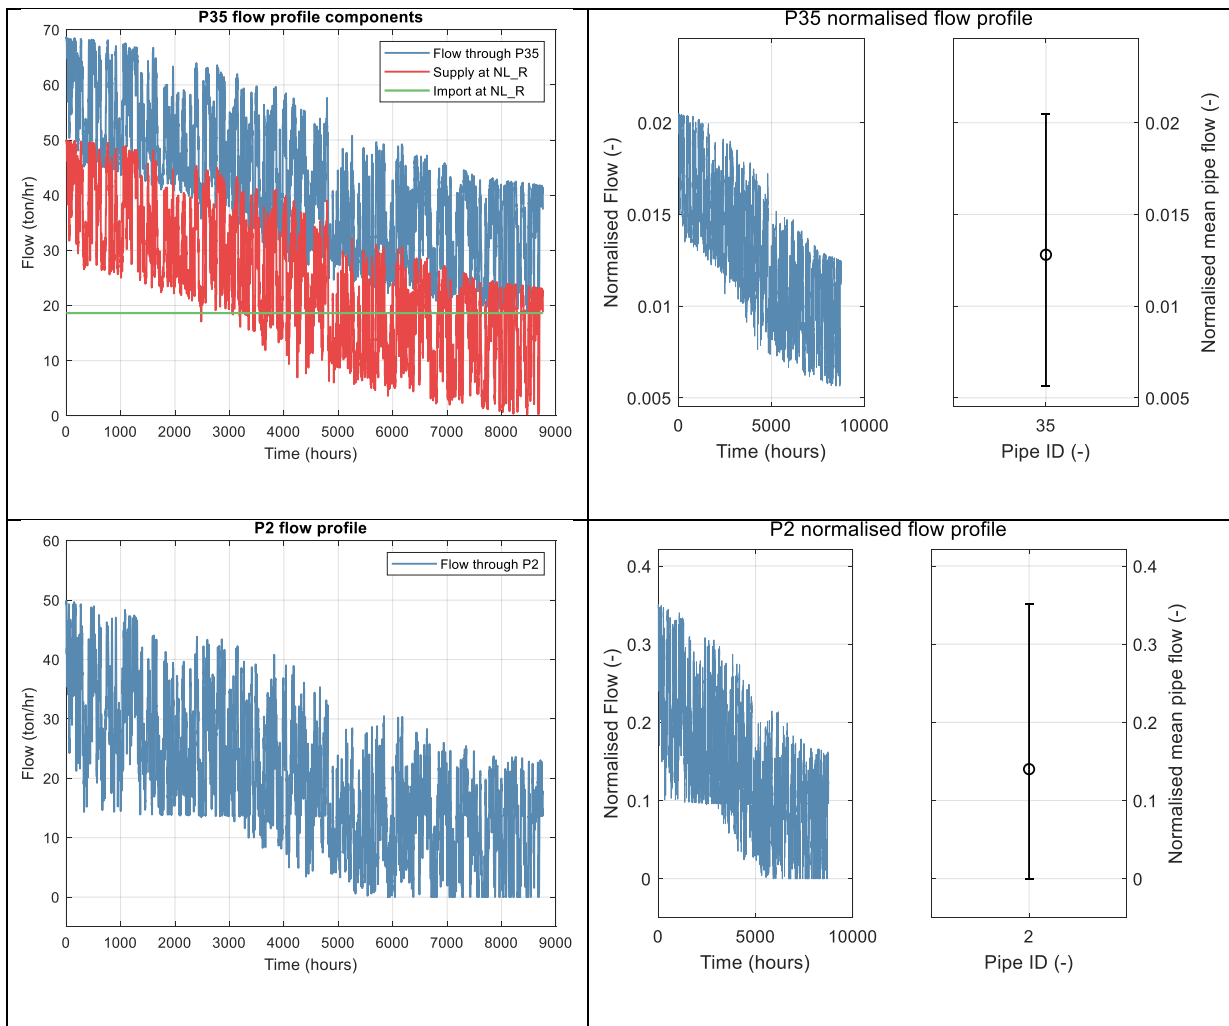 P35 flow profile components
70
60
50
40
30
20
10
0
Flow (ton/hr)
Flow through P35
Supply at NL_R
Import at NL_R
0 1000 2000 3000 4000 5000 6000 7000 8000 9000
Time (hours)
P35 normalised flow profile
0.02
0.015
0.01
0.005
Normalised Flow (-)
0 5000 10000
Time (hours)
0.02
0.015
0.01
0.005
Normalised mean pipe flow (-)
35
Pipe ID (-)
P2 flow profile
60
50
40
30
20
10
0
Flow (ton/hr)
Flow through P2
0 1000 2000 3000 4000 5000 6000 7000 8000 9000
Time (hours)
P2 normalised flow profile
0.4
0.3
0.2
0.1
0
Normalised Flow (-)
0 5000 10000
Time (hours)
0.4
0.3
0.2
0.1
0
Normalised mean pipe flow (-)
2
Pipe ID (-)